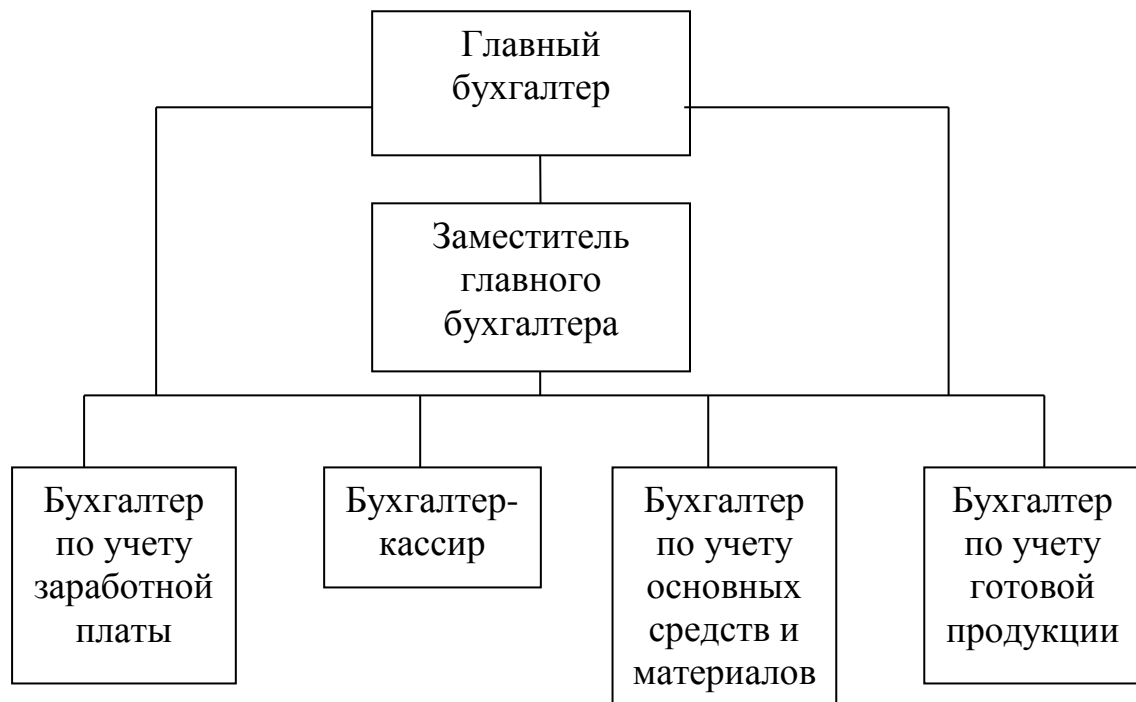 Главный
бухгалтер
Заместитель
главного
бухгалтера
Бухгалтер
по учету
заработной
платы
Бухгалтер-
кассир
Бухгалтер
по учету
основных
средств и
материалов
Бухгалтер
по учету
готовой
продукции